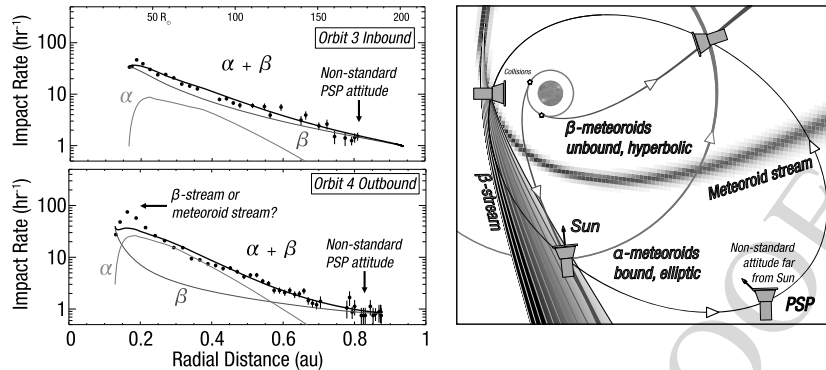 50 R☉ 100 150 200
Impact Rate (hr⁻¹)
100
10
1
Orbit 3 Inbound
α + β
Non-standard
PSP attitude
α
β
Impact Rate (hr⁻¹)
100
10
1
Orbit 4 Outbound
β-stream or
meteoroid stream?
α + β
Non-standard
PSP attitude
α
β
0 0.2 0.4 0.6 0.8 1
Radial Distance (au)
Collisions
β-meteoroids
unbound, hyperbolic
Meteoroid stream
β-stream
Sun
α-meteoroids
bound, elliptic
Non-standard
attitude far
from Sun
PSP
OOF